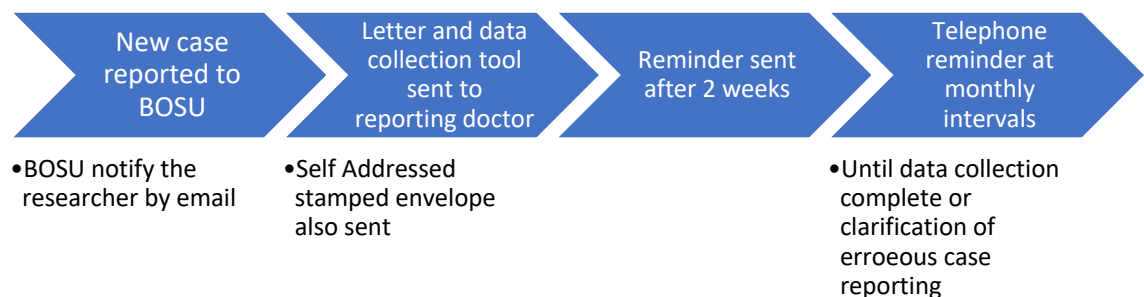 New case
reported to
BOSU
•BOSU notify the
researcher by email
Letter and data
collection tool
sent to
reporting doctor
•Self Addressed
stamped envelope
also sent
Reminder sent
after 2 weeks
Telephone
reminder at
monthly
intervals
•Until data collection
complete or
clarification of
erroeous case
reporting